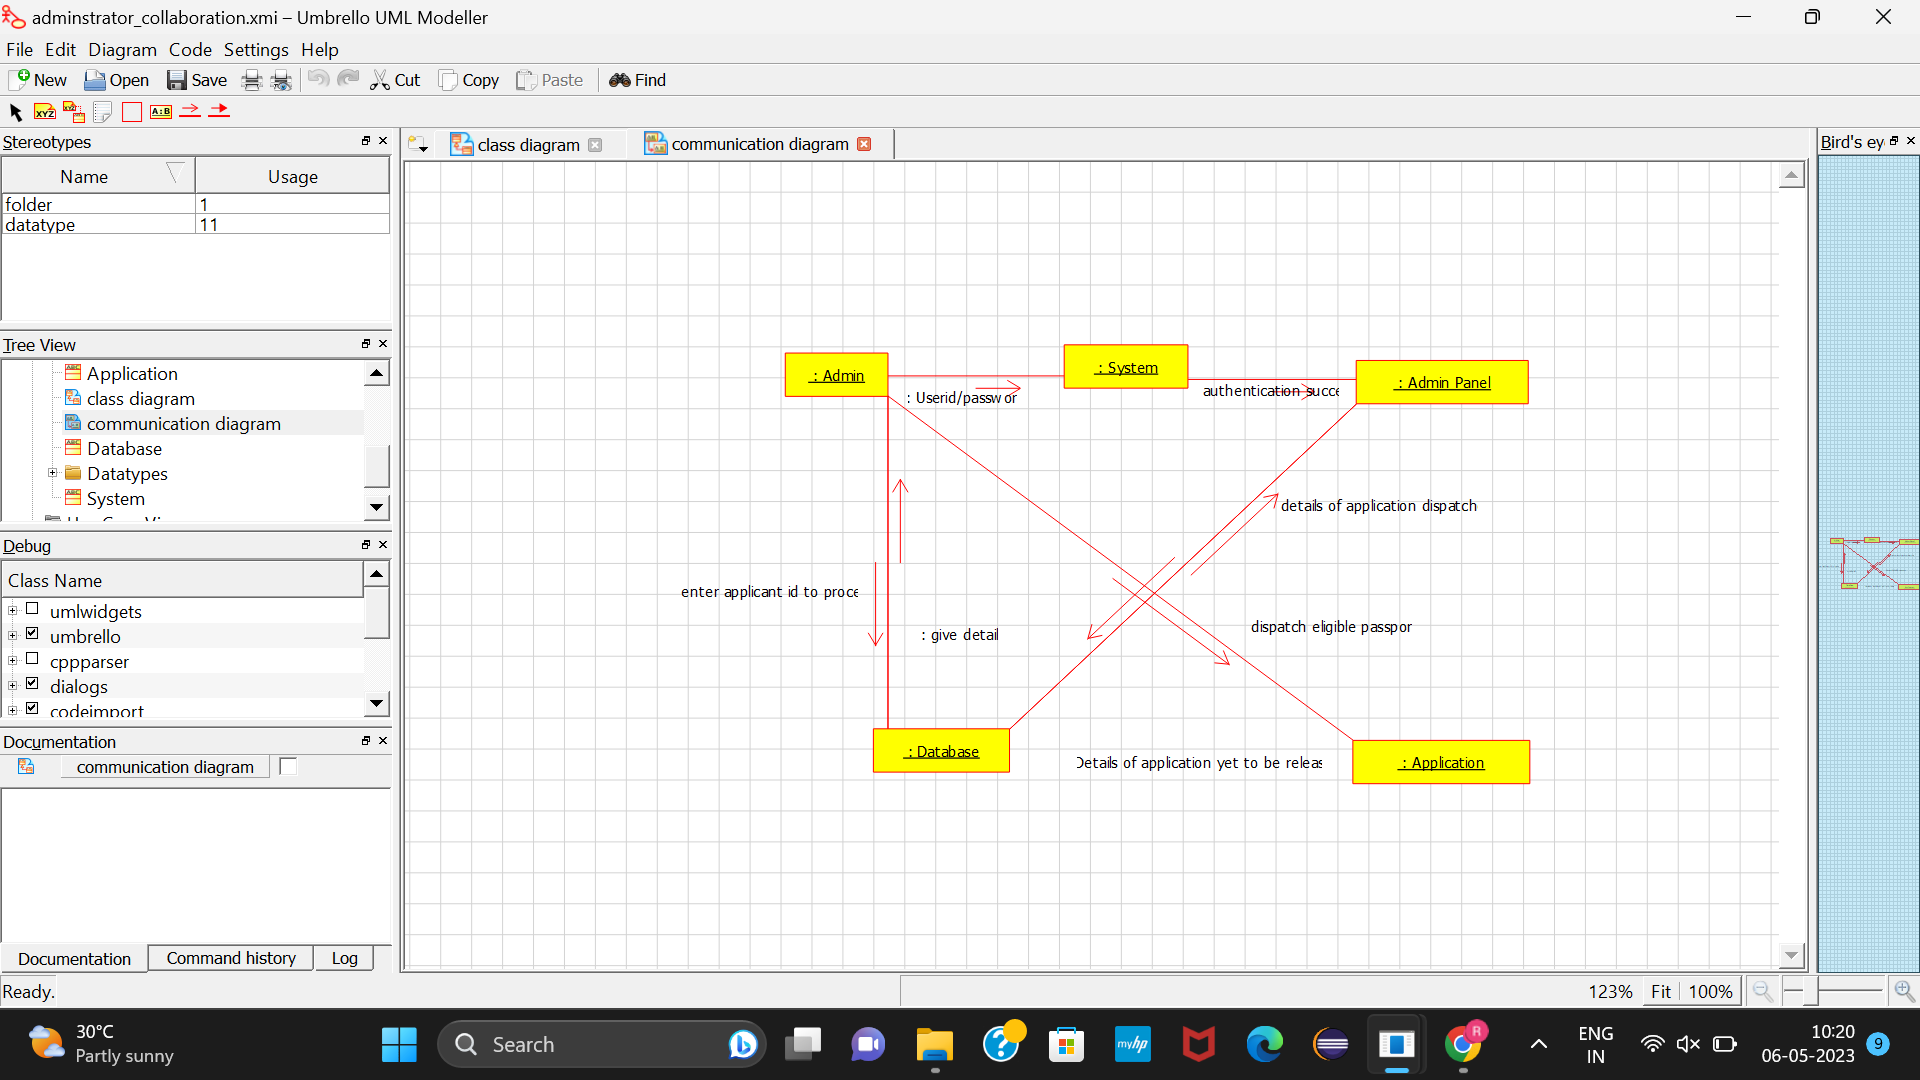 adminstrator_collaboration.xmi – Umbrello UML Modeller
File Edit Diagram Code Settings Help
New Open Save Cut Copy Paste Find
XYZ XYZ A:B
Stereotypes
Name Usage
folder 1
datatype 11
Tree View
Application
class diagram
communication diagram
Database
Datatypes
System
Debug
Class Name
umlwidgets
umbrello
cppparser
dialogs
codeimport
Documentation
communication diagram
Documentation Command history Log
Ready.
class diagram communication diagram
: Admin
: System
: Admin Panel
: Userid/passwor
authentication succe
details of application dispatch
enter applicant id to proce
: give detail
dispatch eligible passpor
: Database
Details of application yet to be releas
: Application
Bird's ey
123% Fit 100%
30°C
Partly sunny
Search
myhp
R
ENG
IN
10:20
06-05-2023
9